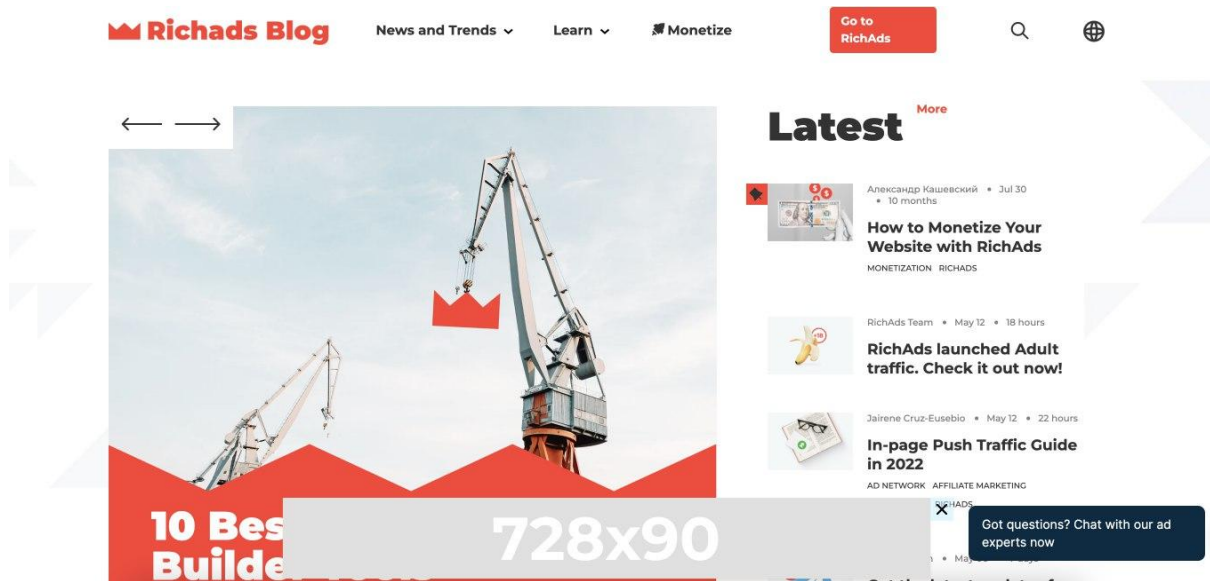 Richads Blog
News and Trends
Learn
Monetize
Go to
RichAds
Latest
More
Александр Кашевский • Jul 30
• 10 months
How to Monetize Your
Website with RichAds
MONETIZATION RICHADS
RichAds Team • May 12 • 18 hours
RichAds launched Adult
traffic. Check it out now!
Jairene Cruz-Eusebio • May 12 • 22 hours
In-page Push Traffic Guide
in 2022
AD NETWORK AFFILIATE MARKETING
RICHADS
10
728x90
Got questions? Chat with our ad
experts now